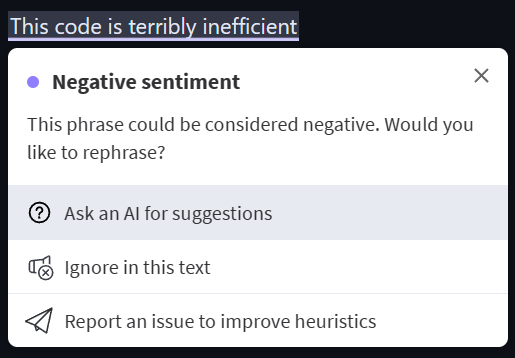 This code is terribly inefficient
Negative sentiment
This phrase could be considered negative. Would you
like to rephrase?
Ask an AI for suggestions
Ignore in this text
Report an issue to improve heuristics